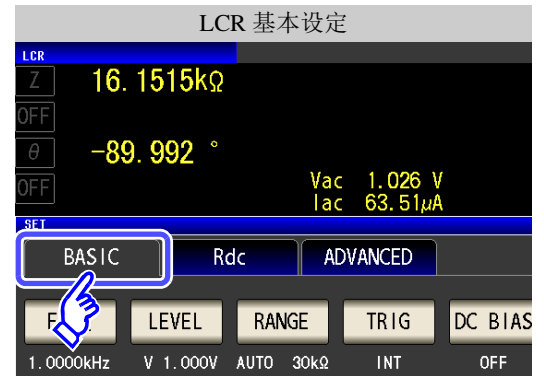 LCR 基本设定
LCR
Z 16.1515kΩ
OFF
θ -89.992 °
OFF
Vac 1.026 V
Iac 63.51μA
SET
BASIC Rdc ADVANCED
LEVEL RANGE TRIG DC BIAS
1.0000kHz V 1.000V AUTO 30kΩ INT OFF